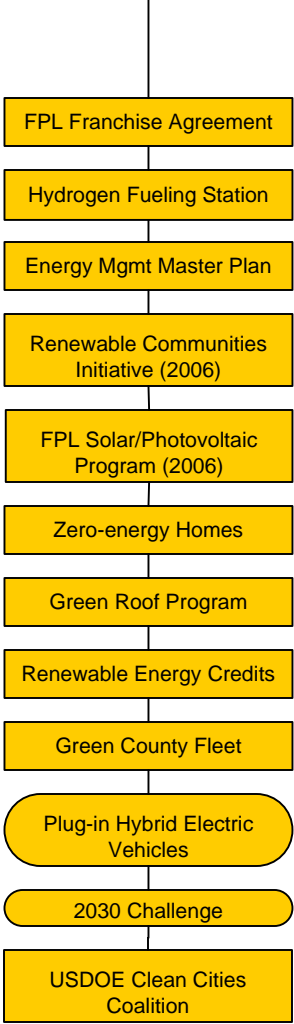 FPL Franchise Agreement
Hydrogen Fueling Station
Energy Mgmt Master Plan
Renewable Communities
Initiative (2006)
FPL Solar/Photovoltaic
Program (2006)
Zero-energy Homes
Green Roof Program
Renewable Energy Credits
Green County Fleet
Plug-in Hybrid Electric
Vehicles
2030 Challenge
USDOE Clean Cities
Coalition